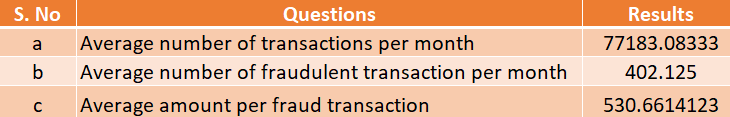 S. No Questions Results
a Average number of transactions per month 77183.08333
b Average number of fraudulent transaction per month 402.125
c Average amount per fraud transaction 530.6614123